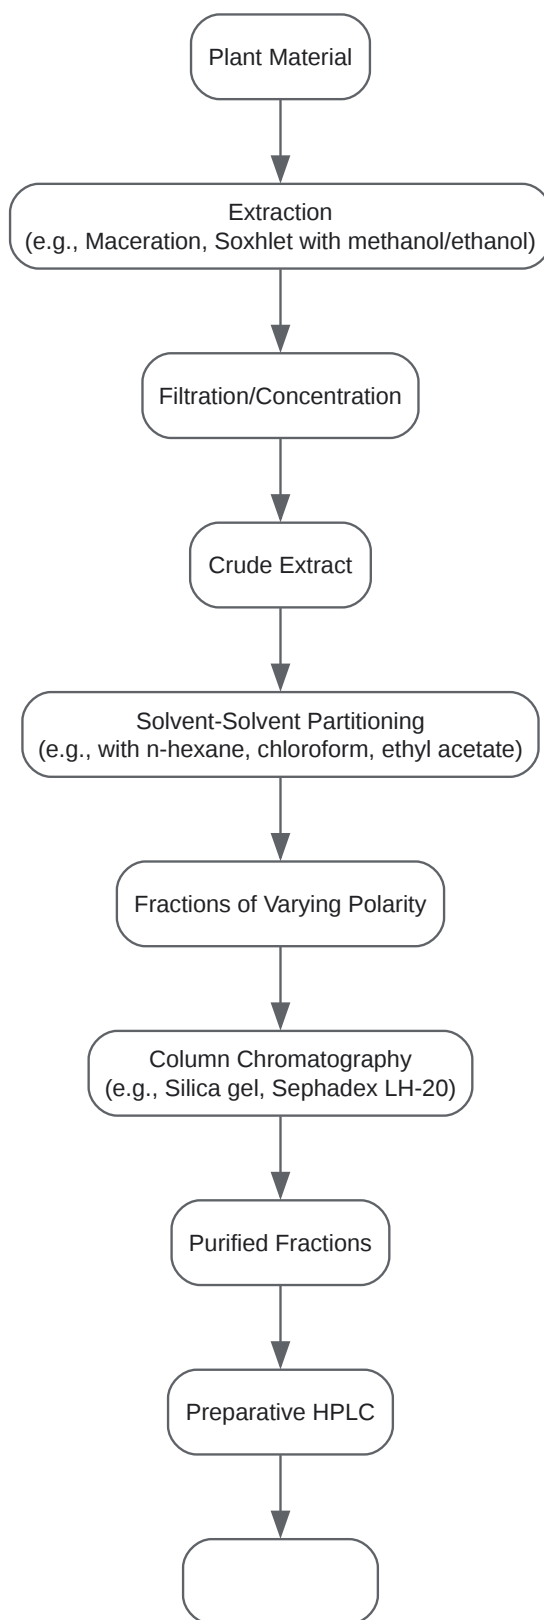 Plant Material
Extraction
(e.g., Maceration, Soxhlet with methanol/ethanol)
Filtration/Concentration
Crude Extract
Solvent-Solvent Partitioning
(e.g., with n-hexane, chloroform, ethyl acetate)
Fractions of Varying Polarity
Column Chromatography
(e.g., Silica gel, Sephadex LH-20)
Purified Fractions
Preparative HPLC